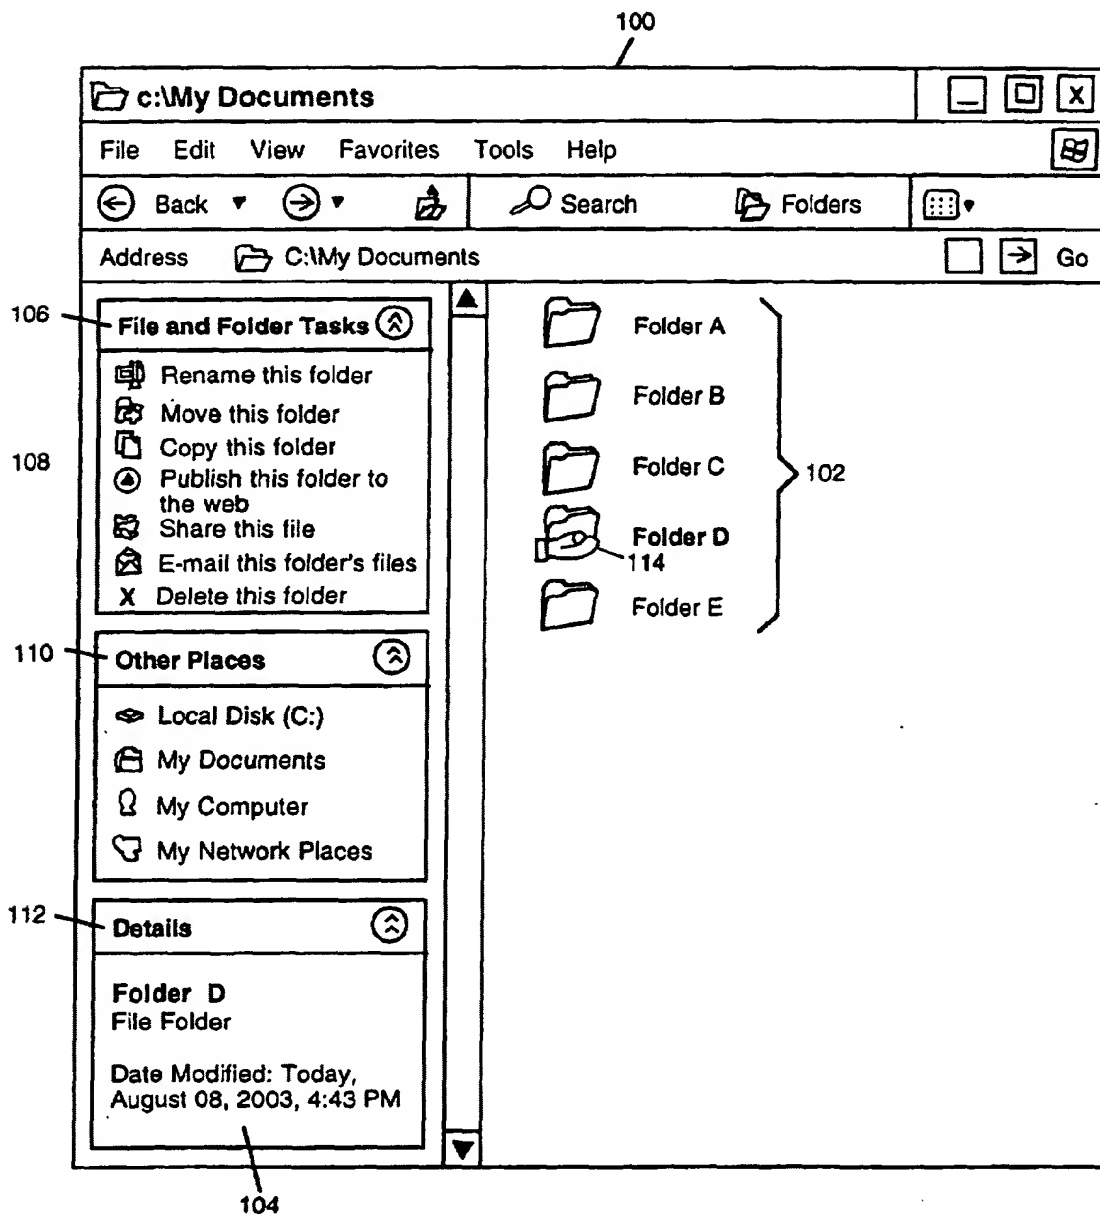 100
c:\My Documents
X
File Edit View Favorites Tools Help
Back Search Folders
Address C:\My Documents Go
106
File and Folder Tasks
Rename this folder
Move this folder
Copy this folder
108
Publish this folder to
the web
Share this file
E-mail this folder's files
X Delete this folder
Folder A
Folder B
Folder C
102
Folder D
114
Folder E
110
Other Places
Local Disk (C:)
My Documents
My Computer
My Network Places
112
Details
Folder D
File Folder
Date Modified: Today,
August 08, 2003, 4:43 PM
104